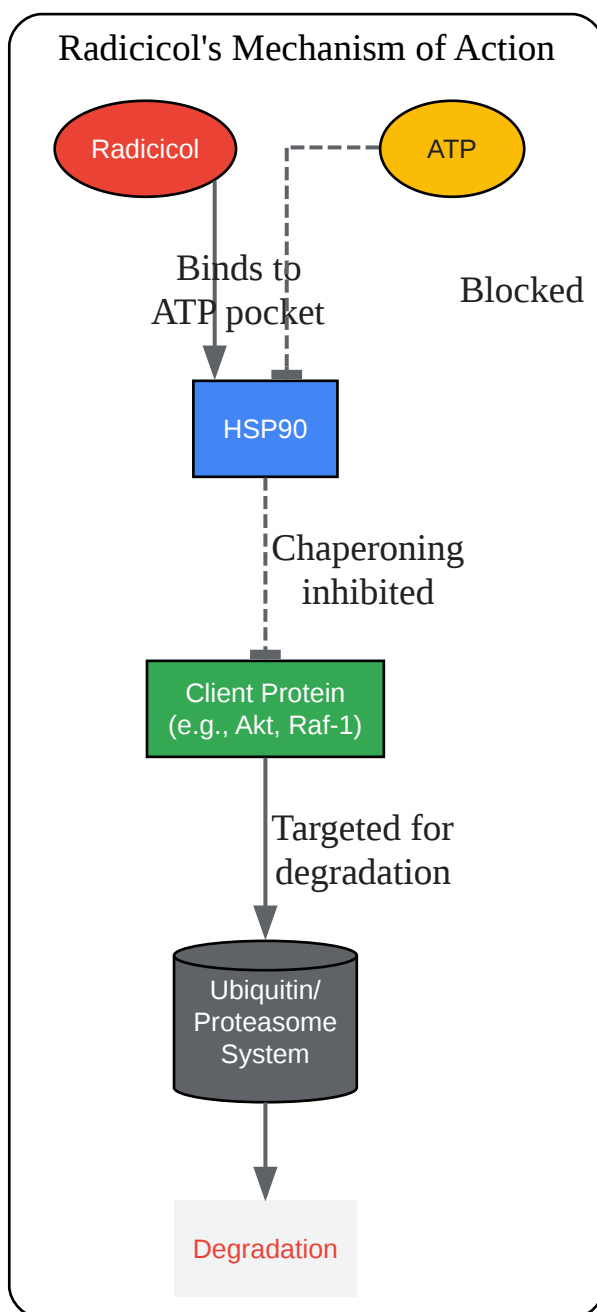 Radicicol's Mechanism of Action
Radicicol
ATP
Binds to
ATP pocket
Blocked
HSP90
Chaperoning
inhibited
Client Protein
(e.g., Akt, Raf-1)
Targeted for
degradation
Ubiquitin/
Proteasome
System
Degradation